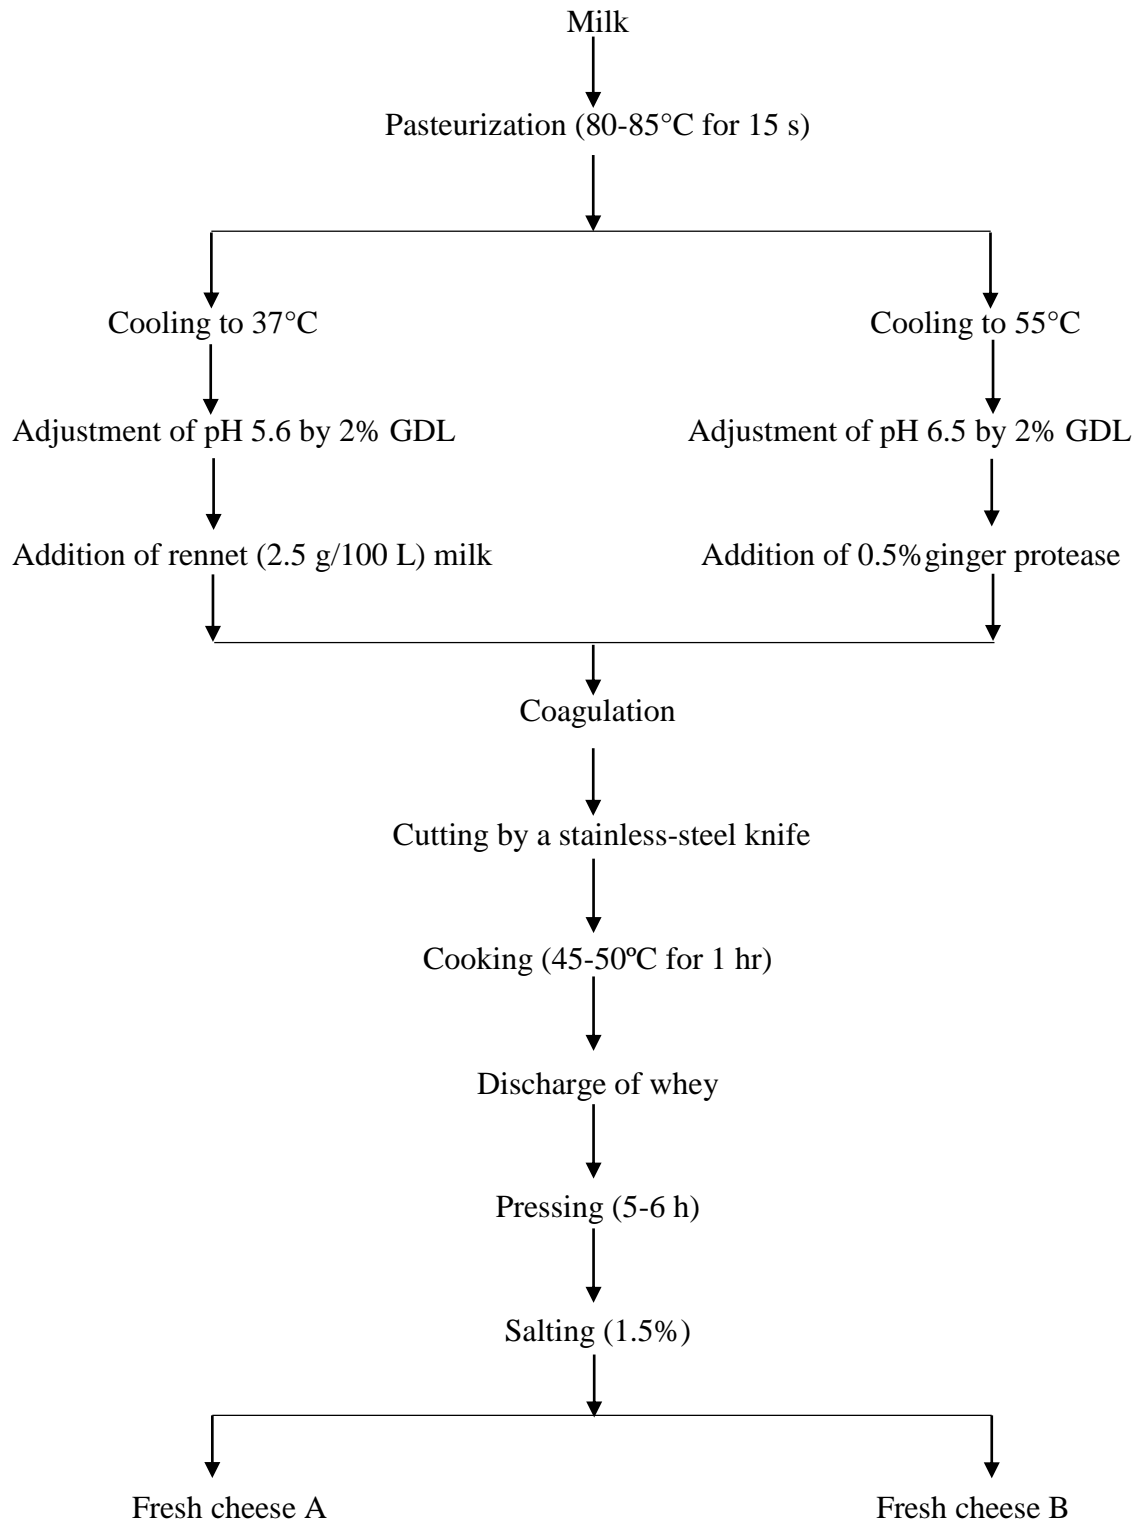 Milk
Pasteurization (80-85°C for 15 s)
Cooling to 37°C
Cooling to 55°C
Adjustment of pH 5.6 by 2% GDL
Adjustment of pH 6.5 by 2% GDL
Addition of rennet (2.5 g/100 L) milk
Addition of 0.5% ginger protease
Coagulation
Cutting by a stainless-steel knife
Cooking (45-50ºC for 1 hr)
Discharge of whey
Pressing (5-6 h)
Salting (1.5%)
Fresh cheese A
Fresh cheese B